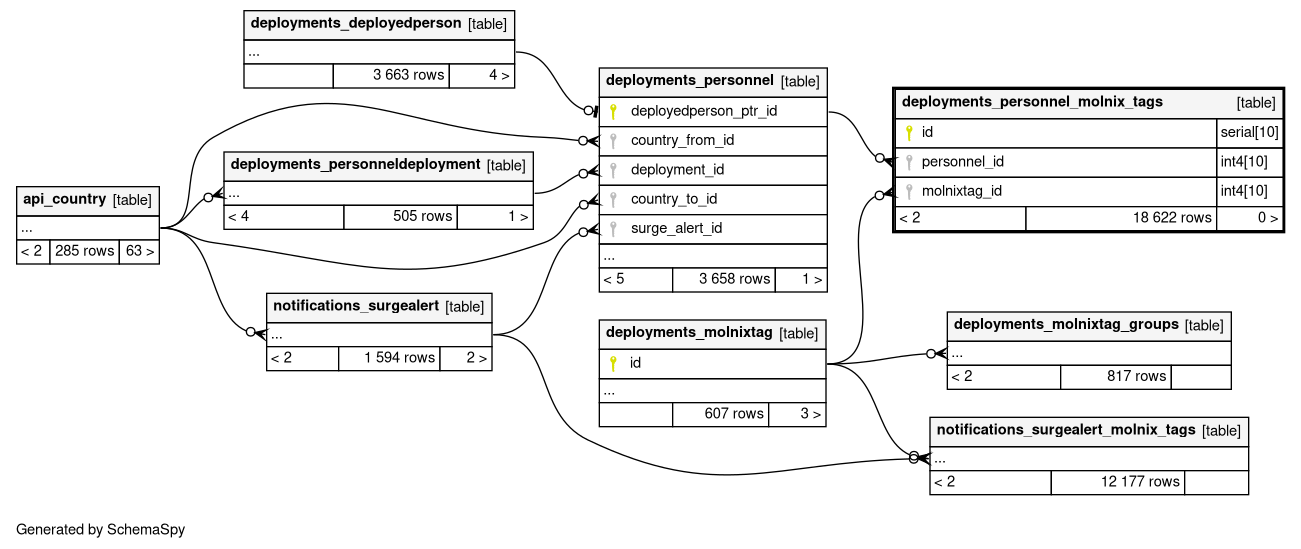 deployments_deployedperson [table]
...
3 663 rows 4 >
deployments_personnel [table]
deployedperson_ptr_id
country_from_id
deployment_id
country_to_id
surge_alert_id
...
< 5 3 658 rows 1 >
deployments_personnel_molnix_tags [table]
id serial[10]
personnel_id int4[10]
molnixtag_id int4[10]
< 2 18 622 rows 0 >
deployments_personneldeployment [table]
...
< 4 505 rows 1 >
api_country [table]
...
< 2 285 rows 63 >
notifications_surgealert [table]
...
< 2 1 594 rows 2 >
deployments_molnixtag [table]
id
...
607 rows 3 >
deployments_molnixtag_groups [table]
...
< 2 817 rows
notifications_surgealert_molnix_tags [table]
...
< 2 12 177 rows
Generated by SchemaSpy